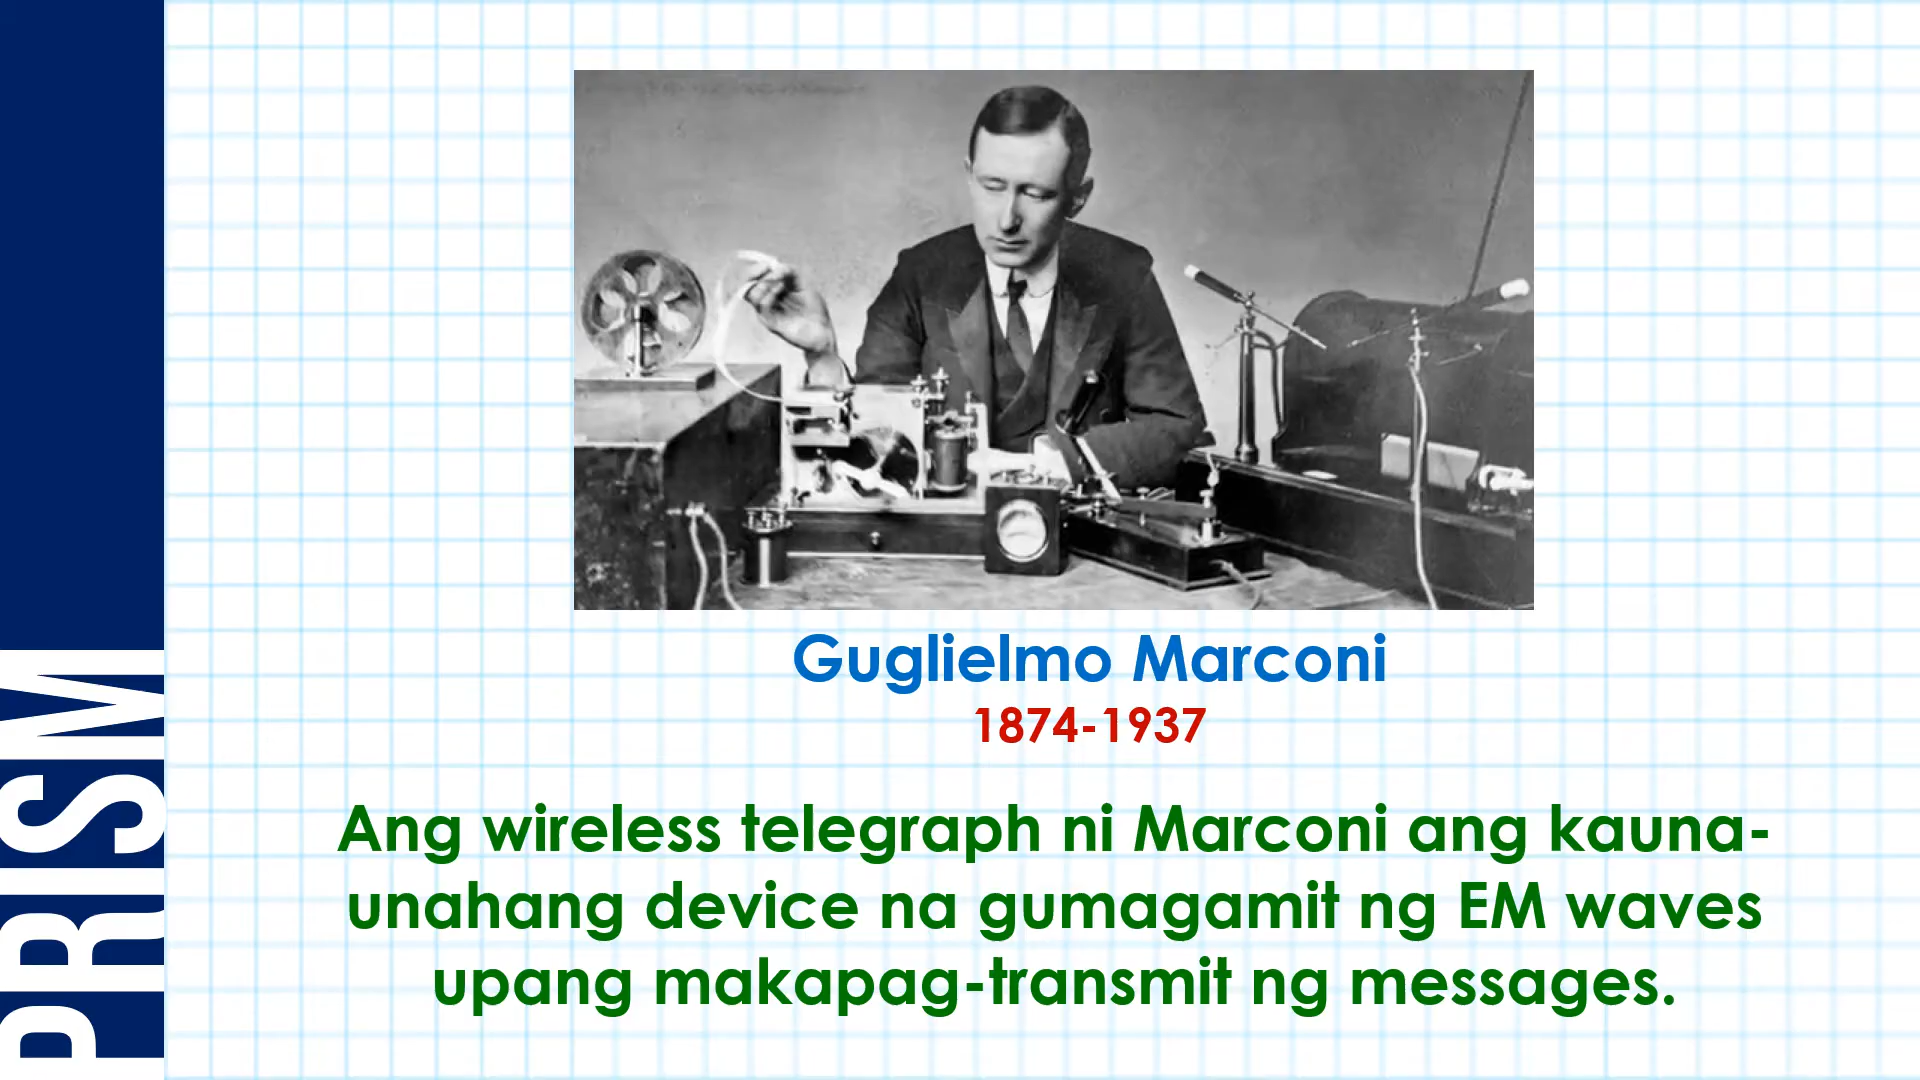 Guglielmo Marconi
1874-1937
Ang wireless telegraph ni Marconi ang kauna-
unahang device na gumagamit ng EM waves
upang makapag-transmit ng messages.
PRISM